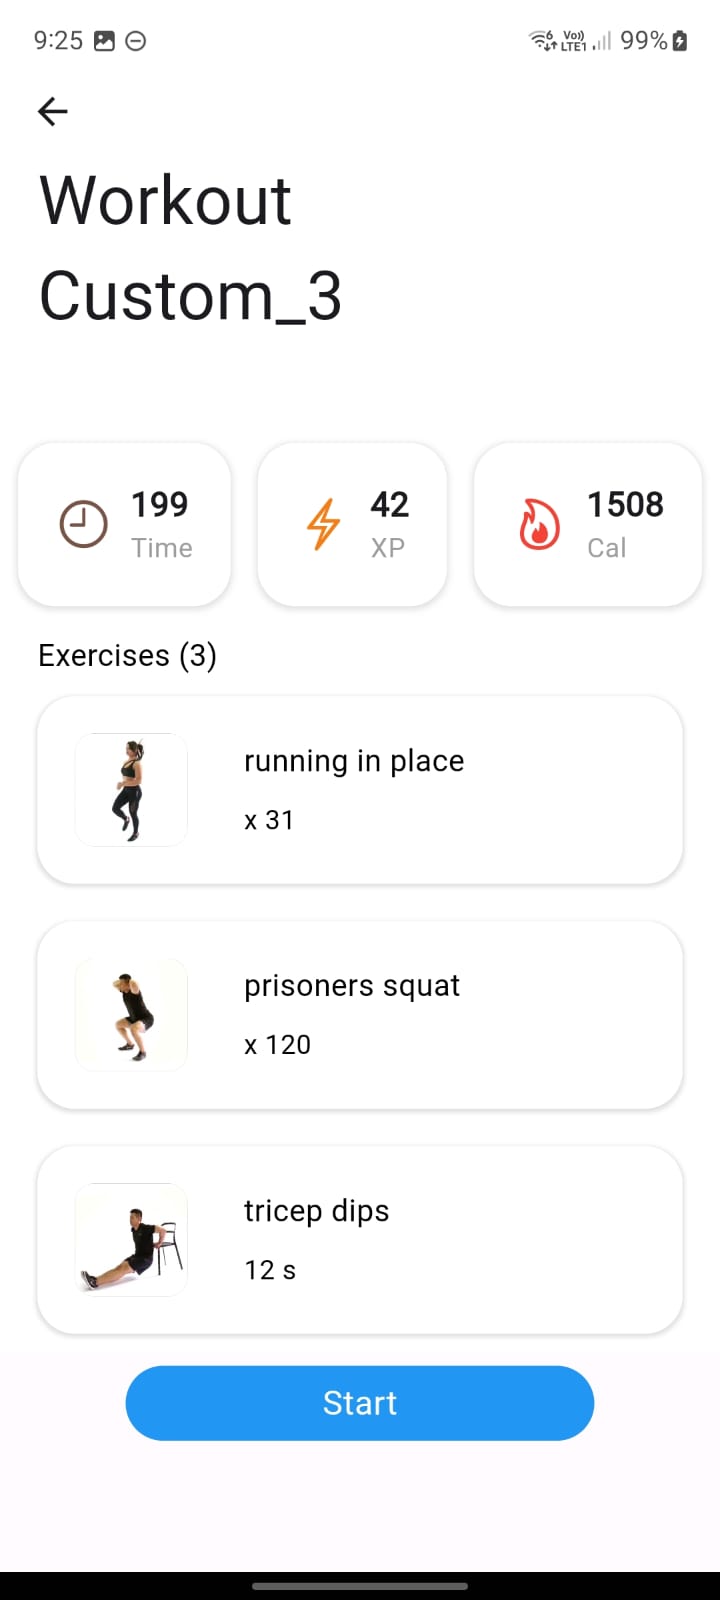 9:25 6 Vo)) LTE1 99%
Workout
Custom_3
199 42 1508
Time XP Cal
Exercises (3)
running in place
x 31
prisoners squat
x 120
tricep dips
12 s
Start